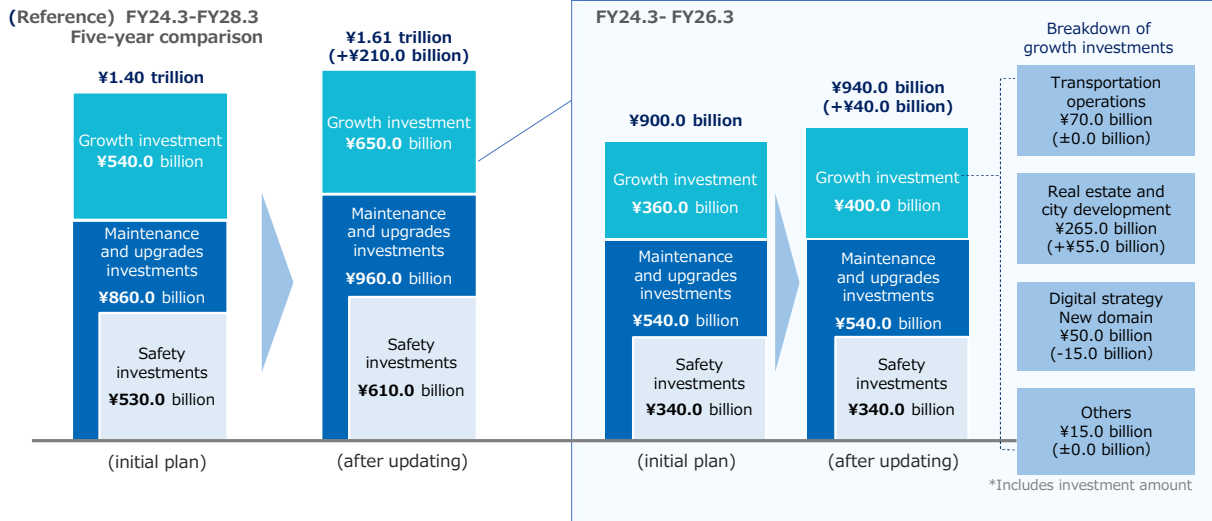 (Reference) FY24.3-FY28.3
Five-year comparison
¥1.40 trillion
Growth investment
¥540.0 billion
Maintenance
and upgrades
investments
¥860.0 billion
Safety
investments
¥530.0 billion
(initial plan)
¥1.61 trillion
(+¥210.0 billion)
Growth investment
¥650.0 billion
Maintenance
and upgrades
investments
¥960.0 billion
Safety
investments
¥610.0 billion
(after updating)
FY24.3- FY26.3
¥900.0 billion
Growth investment
¥360.0 billion
Maintenance
and upgrades
investments
¥540.0 billion
Safety
investments
¥340.0 billion
(initial plan)
¥940.0 billion
(+¥40.0 billion)
Growth investment
¥400.0 billion
Maintenance
and upgrades
investments
¥540.0 billion
Safety
investments
¥340.0 billion
(after updating)
Breakdown of
growth investments
Transportation
operations
¥70.0 billion
(±0.0 billion)
Real estate and
city development
¥265.0 billion
(+¥55.0 billion)
Digital strategy
New domain
¥50.0 billion
(-15.0 billion)
Others
¥15.0 billion
(±0.0 billion)
*Includes investment amount